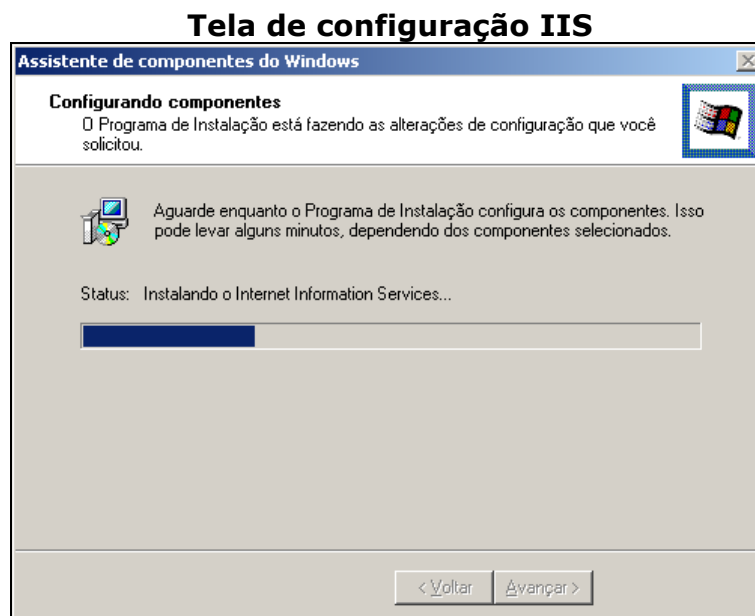 Tela de configuração IIS
Assistente de componentes do Windows
Configurando componentes
O Programa de Instalação está fazendo as alterações de configuração que você
solicitou.
Aguarde enquanto o Programa de Instalação configura os componentes. Isso
pode levar alguns minutos, dependendo dos componentes selecionados.
Status: Instalando o Internet Information Services...
< Voltar Avançar >